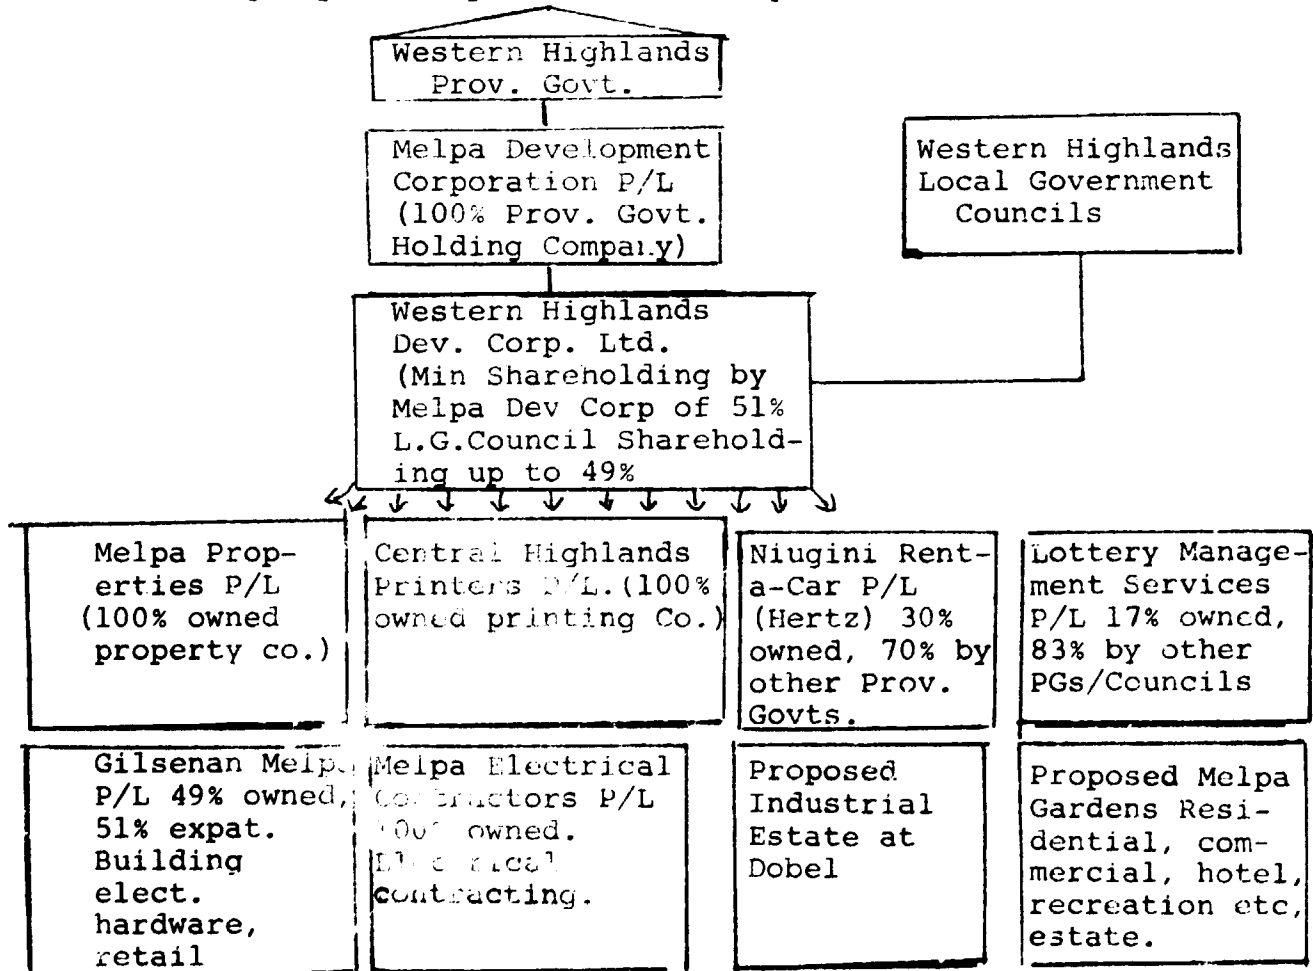 Western Highlands
Prov. Govt.
Melpa Development
Corporation P/L
(100% Prov. Govt.
Holding Company)
Western Highlands
Local Government
Councils
Western Highlands
Dev. Corp. Ltd.
(Min Shareholding by
Melpa Dev Corp of 51%
L.G.Council Sharehold-
ing up to 49%
Melpa Prop-
erties P/L
(100% owned
property co.)
Central Highlands
Printers P/L.(100%
owned printing Co.)
Niugini Rent-
a-Car P/L
(Hertz) 30%
owned, 70% by
other Prov.
Govts.
Lottery Manage-
ment Services
P/L 17% owned,
83% by other
PGs/Councils
Gilsenan Melpa
P/L 49% owned,
51% expat.
Building
elect.
hardware,
retail
Melpa Electrical
Contractors P/L
100% owned.
Electrical
contracting.
Proposed
Industrial
Estate at
Dobel
Proposed Melpa
Gardens Resi-
dential, com-
mercial, hotel,
recreation etc,
estate.